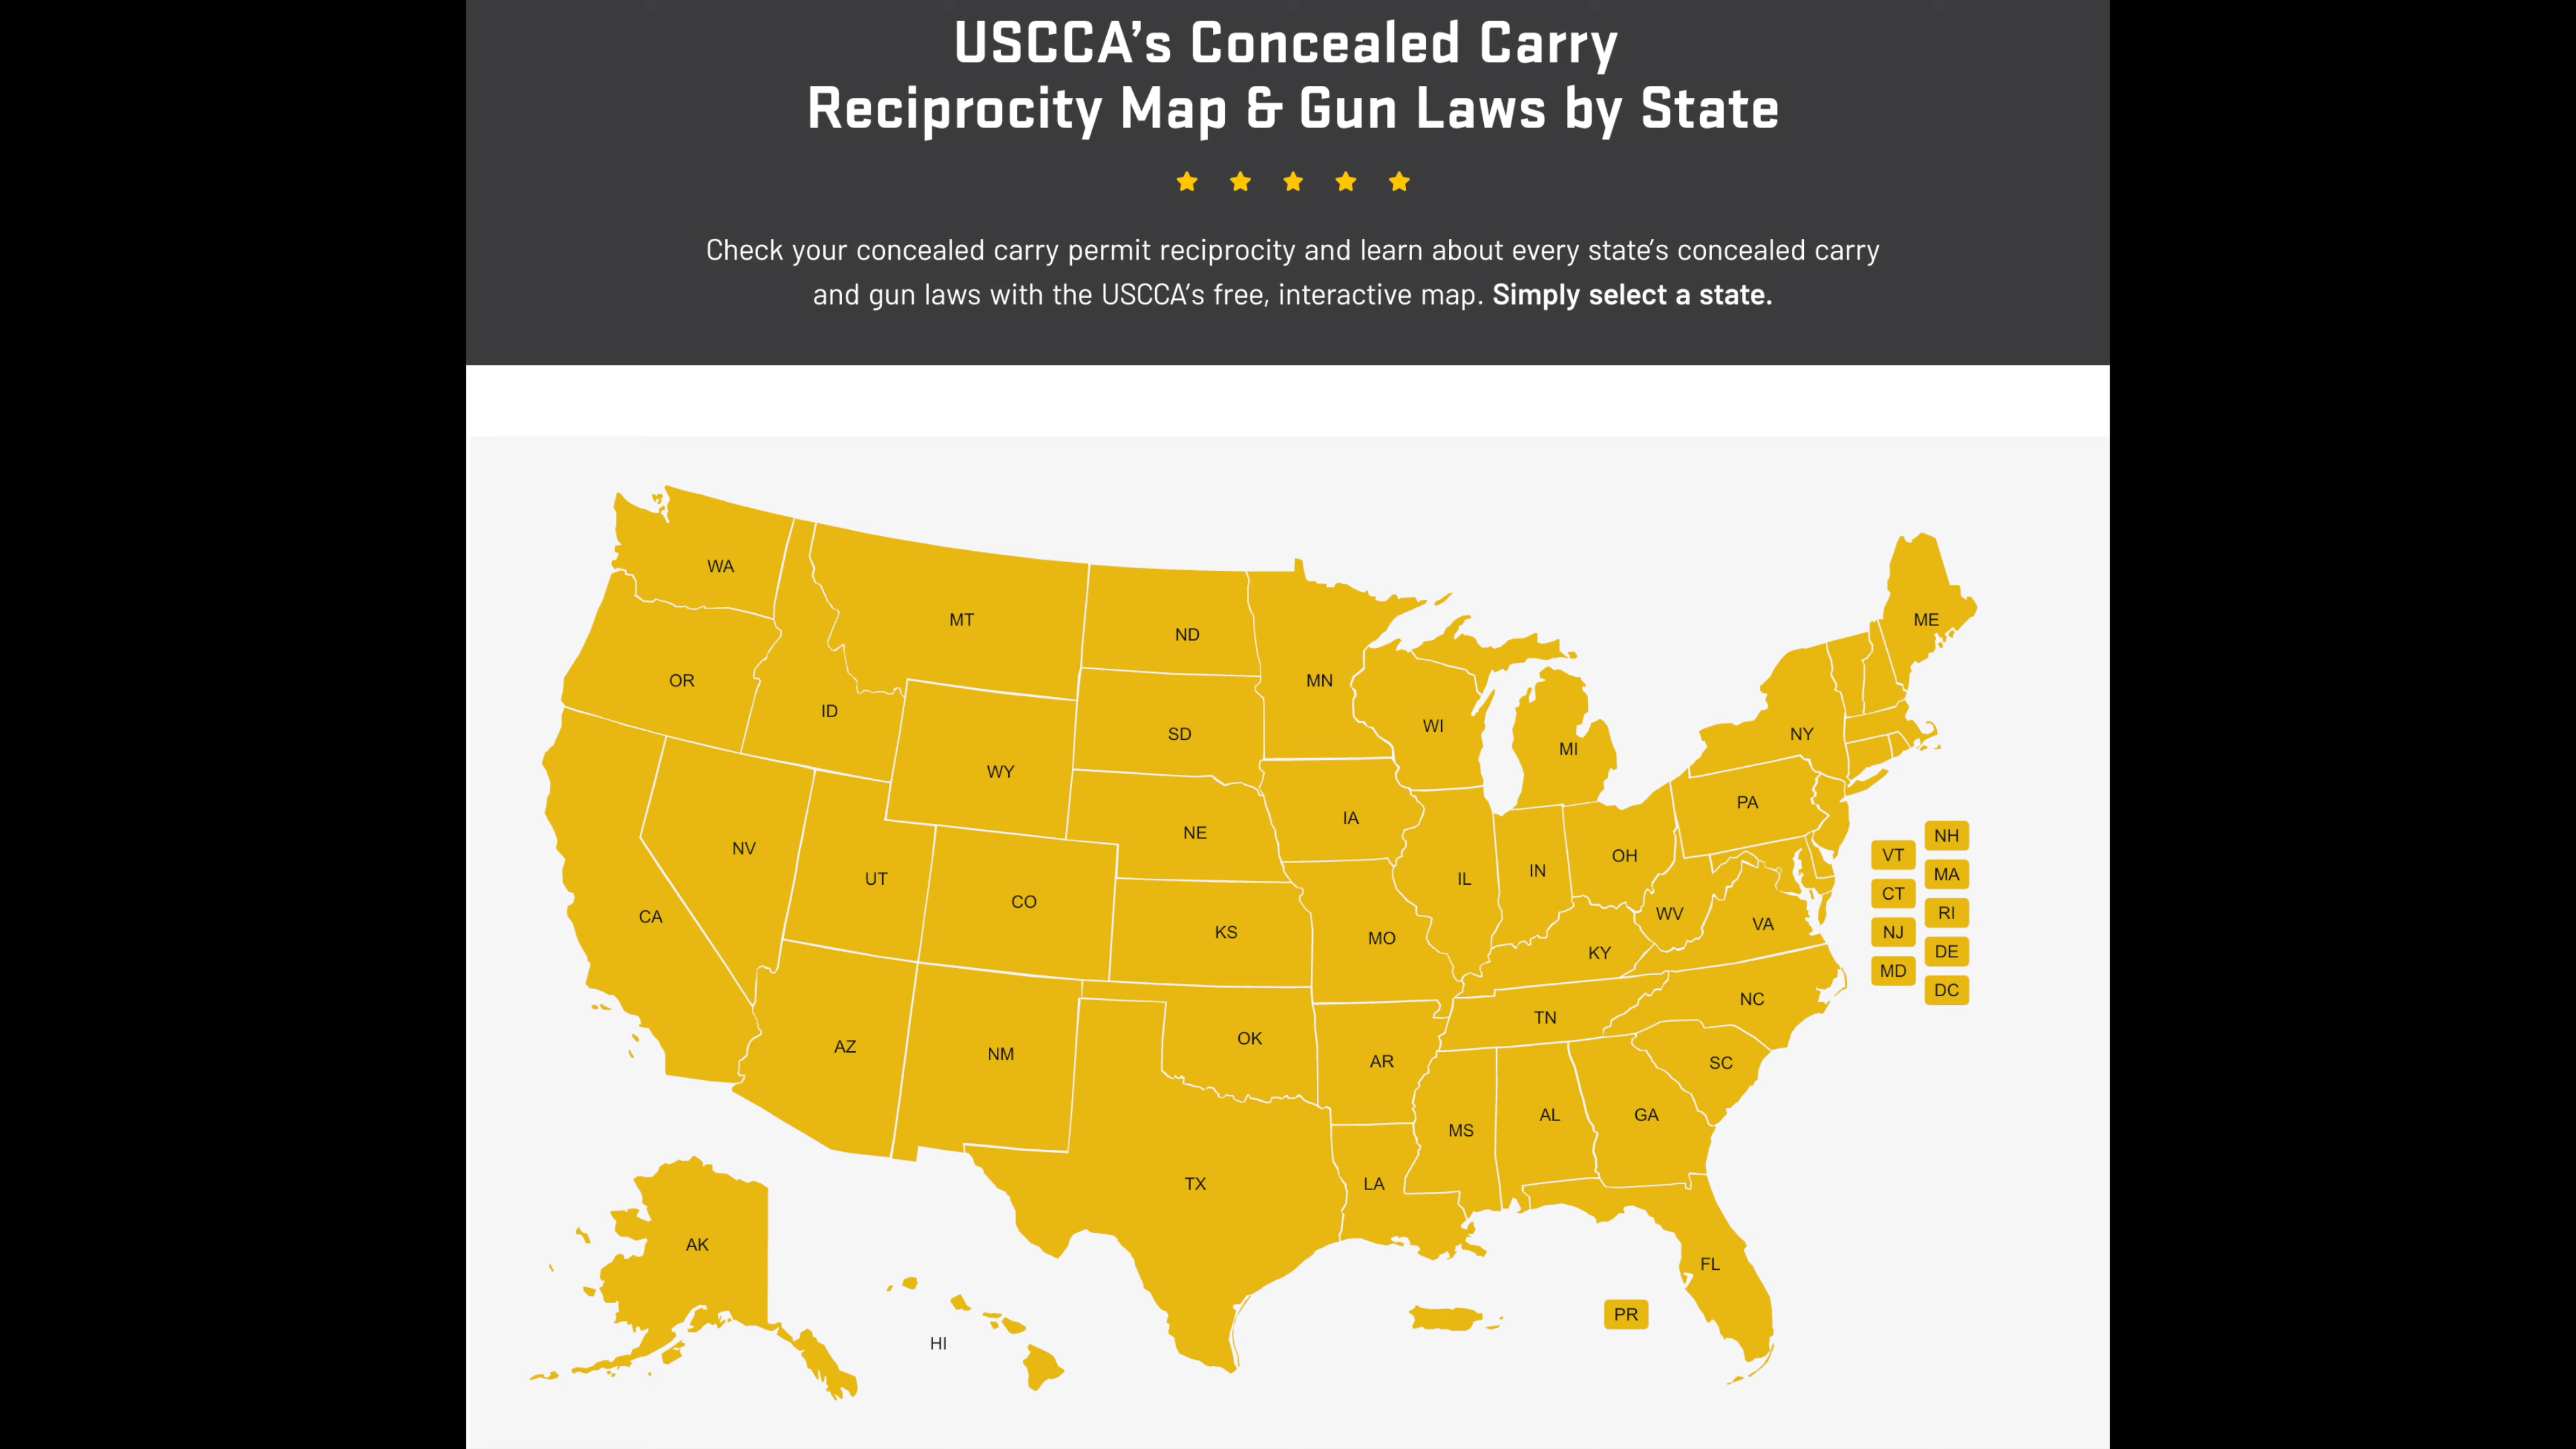 USCCA’s Concealed Carry
Reciprocity Map & Gun Laws by State
Check your concealed carry permit reciprocity and learn about every state’s concealed carry
and gun laws with the USCCA’s free, interactive map. Simply select a state.
WA
MT
ND
ME
OR
ID
MN
SD
WI
MI
NY
WY
PA
IA
NE
NH
VT
NV
UT
IL
IN
OH
MA
CT
CA
CO
KS
MO
KY
WV
VA
RI
NJ
DE
MD
DC
NC
TN
AZ
NM
OK
AR
SC
MS
AL
GA
TX
LA
AK
FL
PR
HI